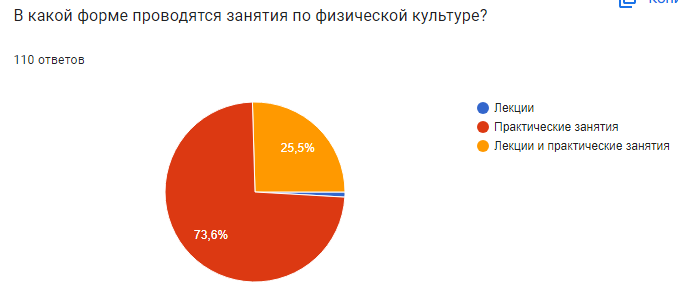 В какой форме проводятся занятия по физической культуре?
110 ответов
Лекции
Практические занятия
Лекции и практические занятия
25,5%
73,6%